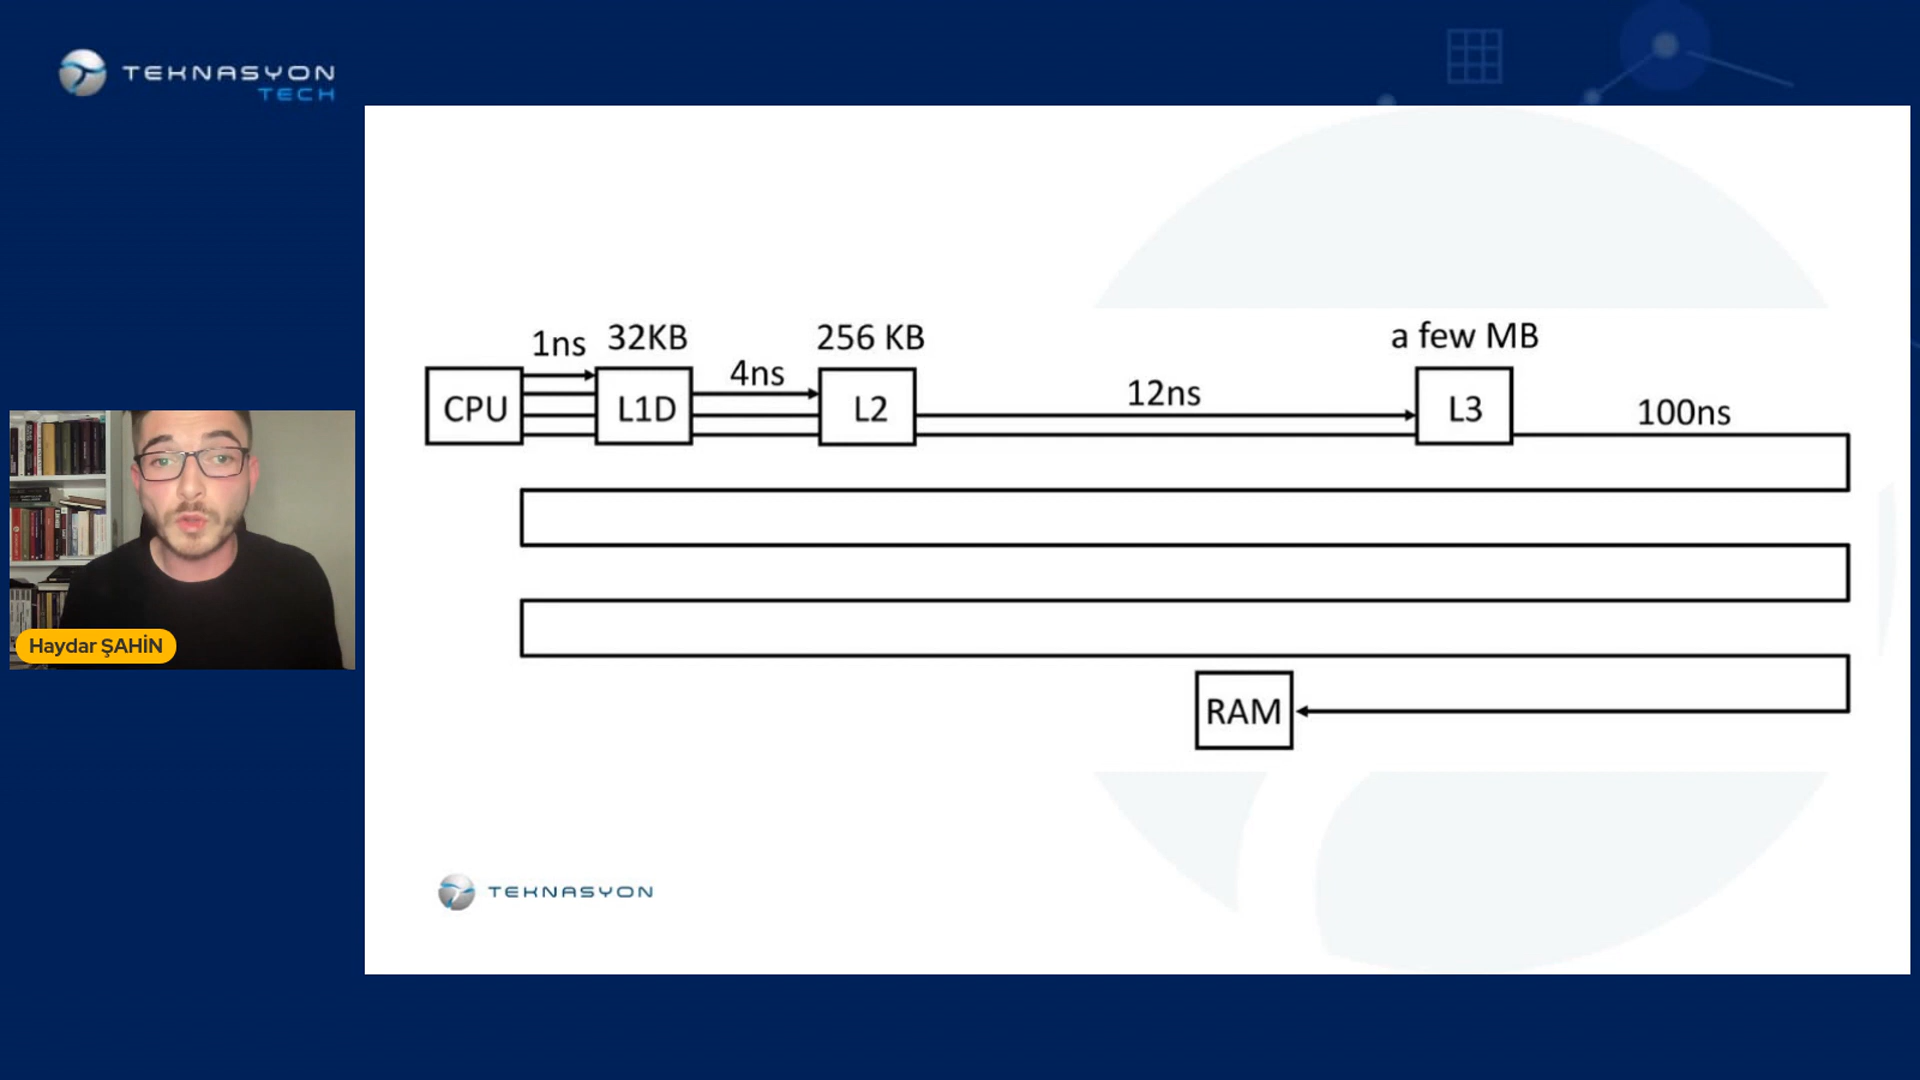 TEKNASYON
TECH
1ns
32KB
4ns
256 KB
12ns
a few MB
100ns
CPU
L1D
L2
L3
RAM
Haydar ŞAHİN
TEKNASYON